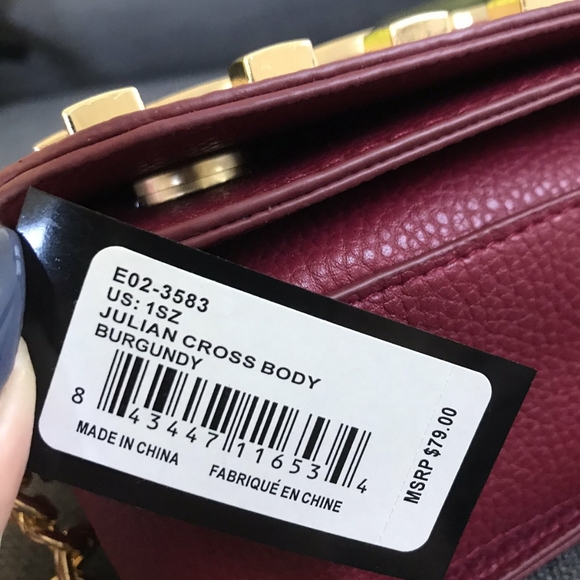 E02-3583
US: 1SZ
JULIAN CROSS BODY
BURGUNDY
8 43447 11653 4
MADE IN CHINA
FABRIQUÉ EN CHINE
MSRP $79.00